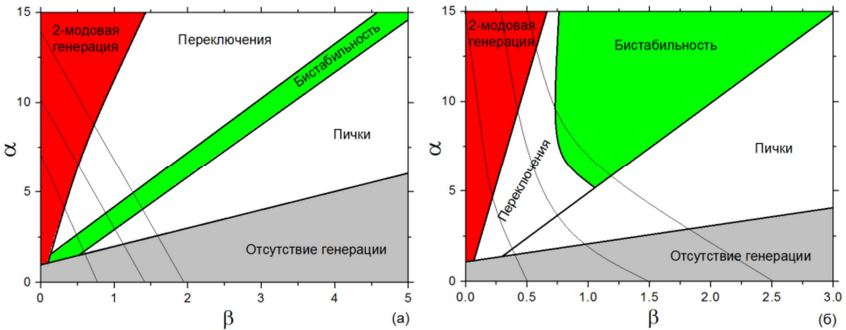 15
10
5
0
α
2-модовая
генерация
Переключения
Бистабильность
Пички
Отсутствие генерации
0
1
2
3
4
5
β
(а)
15
10
5
0
α
2-модовая
генерация
Бистабильность
Переключения
Пички
Отсутствие генерации
0.0
0.5
1.0
1.5
2.0
2.5
3.0
β
(б)